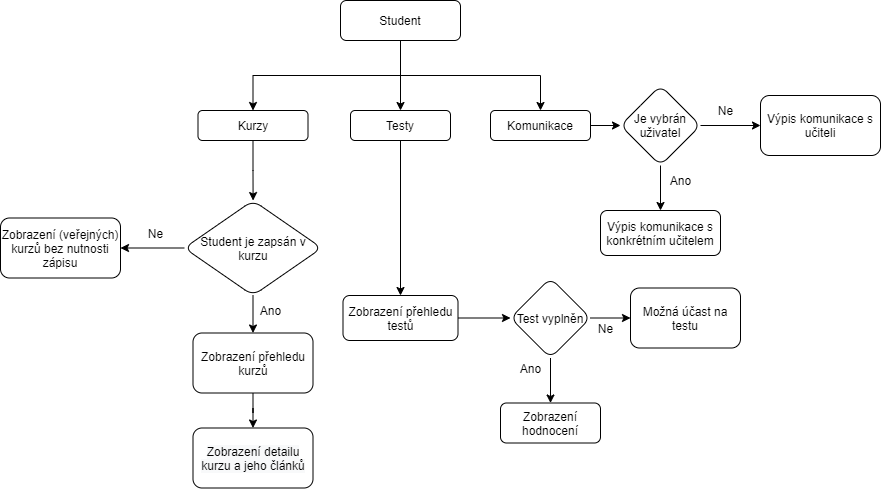 Student
Kurzy
Testy
Komunikace
Je vybrán
uživatel
Ne
Výpis komunikace s
učiteli
Ano
Výpis komunikace s
konkrétním učitelem
Zobrazení (veřejných)
kurzů bez nutnosti
zápisu
Ne
Student je zapsán v
kurzu
Ano
Zobrazení přehledu
kurzů
Zobrazení detailu
kurzu a jeho článků
Zobrazení přehledu
testů
Test vyplněn
Ne
Možná účast na
testu
Ano
Zobrazení
hodnocení